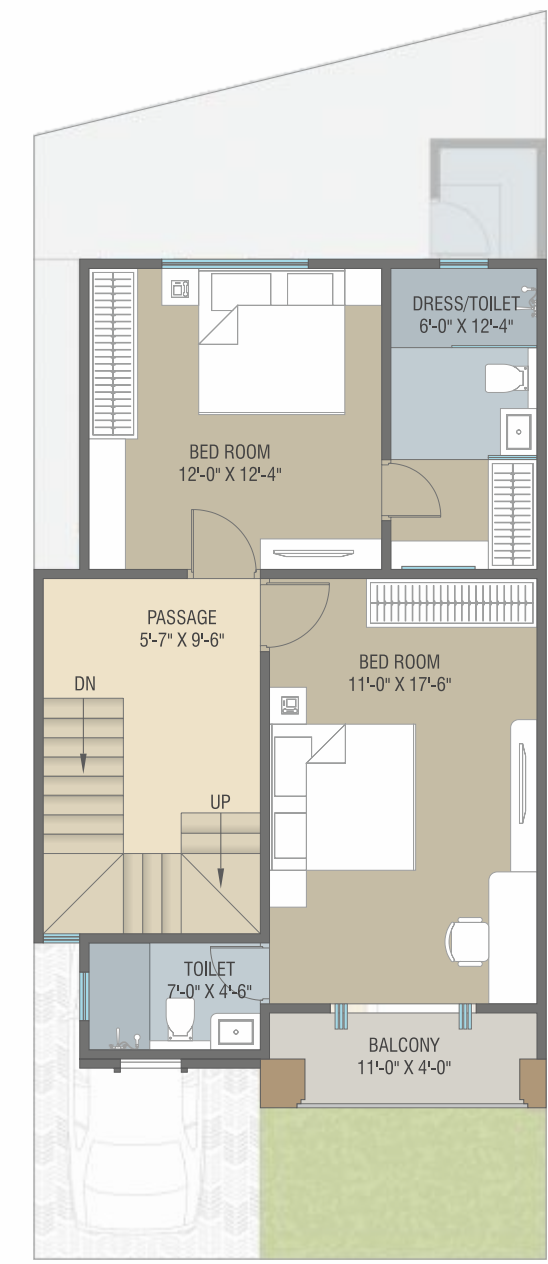 DRESS/TOILET
6'-0" X 12'-4"
BED ROOM
12'-0" X 12'-4"
PASSAGE
5'-7" X 9'-6"
BED ROOM
11'-0" X 17'-6"
DN
UP
TOILET
7'-0" X 4'-6"
BALCONY
11'-0" X 4'-0"